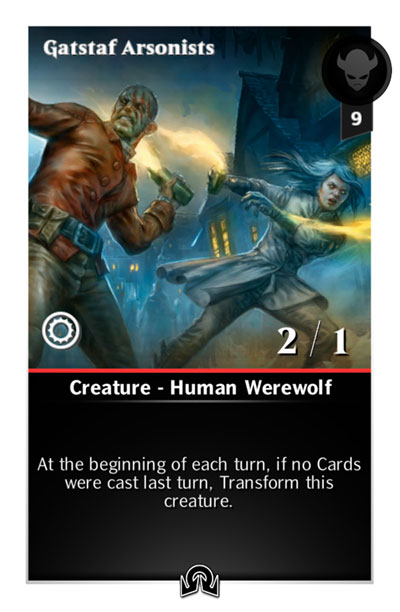 Gatstaf Arsonists
9
2 / 1
Creature - Human Werewolf
At the beginning of each turn, if no Cards
were cast last turn, Transform this
creature.